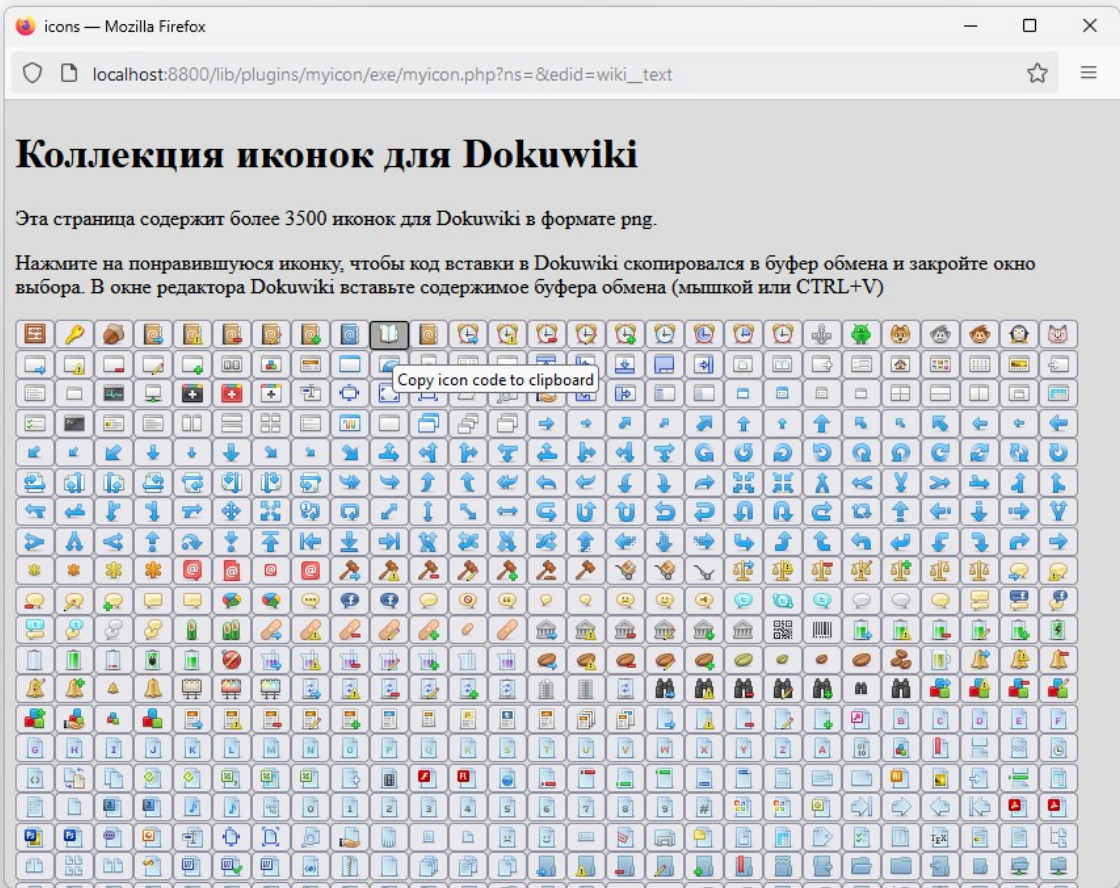 icons — Mozilla Firefox
localhost:8800/lib/plugins/myicon/exe/myicon.php?ns=&edid=wiki__text
Коллекция иконок для Dokuwiki
Эта страница содержит более 3500 иконок для Dokuwiki в формате png.
Нажмите на понравившуюся иконку, чтобы код вставки в Dokuwiki скопировался в буфер обмена и закройте окно
выбора. В окне редактора Dokuwiki вставьте содержимое буфера обмена (мышкой или CTRL+V)
Copy icon code to clipboard